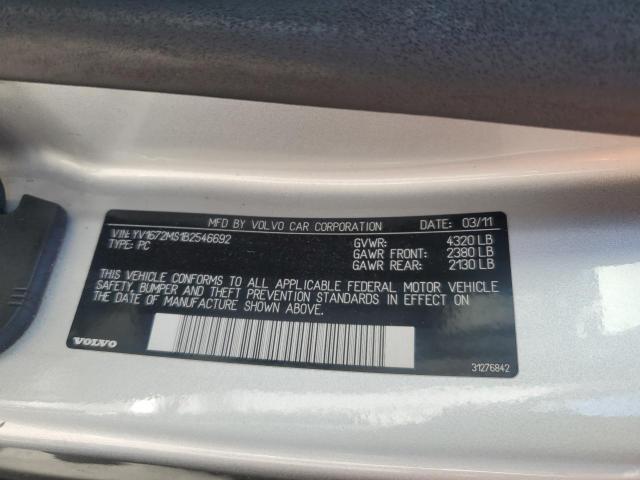 MFD BY VOLVO CAR CORPORATION DATE: 03/11
VIN: YV1672MS1B2546692 GVWR: 4320 LB
TYPE: PC GAWR FRONT: 2380 LB
GAWR REAR: 2130 LB
THIS VEHICLE CONFORMS TO ALL APPLICABLE FEDERAL MOTOR VEHICLE
SAFETY, BUMPER AND THEFT PREVENTION STANDARDS IN EFFECT ON
THE DATE OF MANUFACTURE SHOWN ABOVE.
VOLVO 31276842